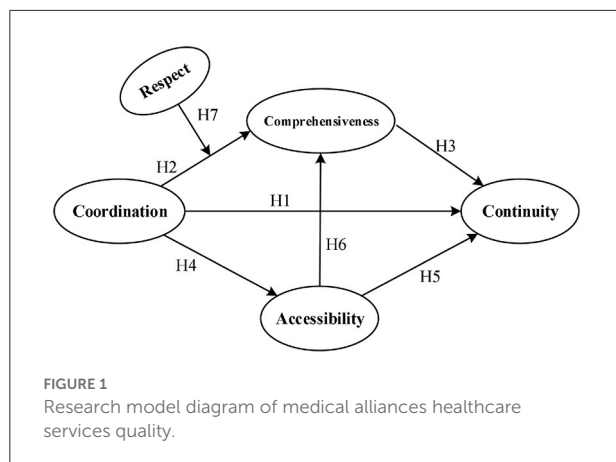 Respect
H7
Comprehensiveness
H2
H3
Coordination
H1
Continuity
H4
H6
H5
Accessibility
FIGURE 1
Research model diagram of medical alliances healthcare
services quality.